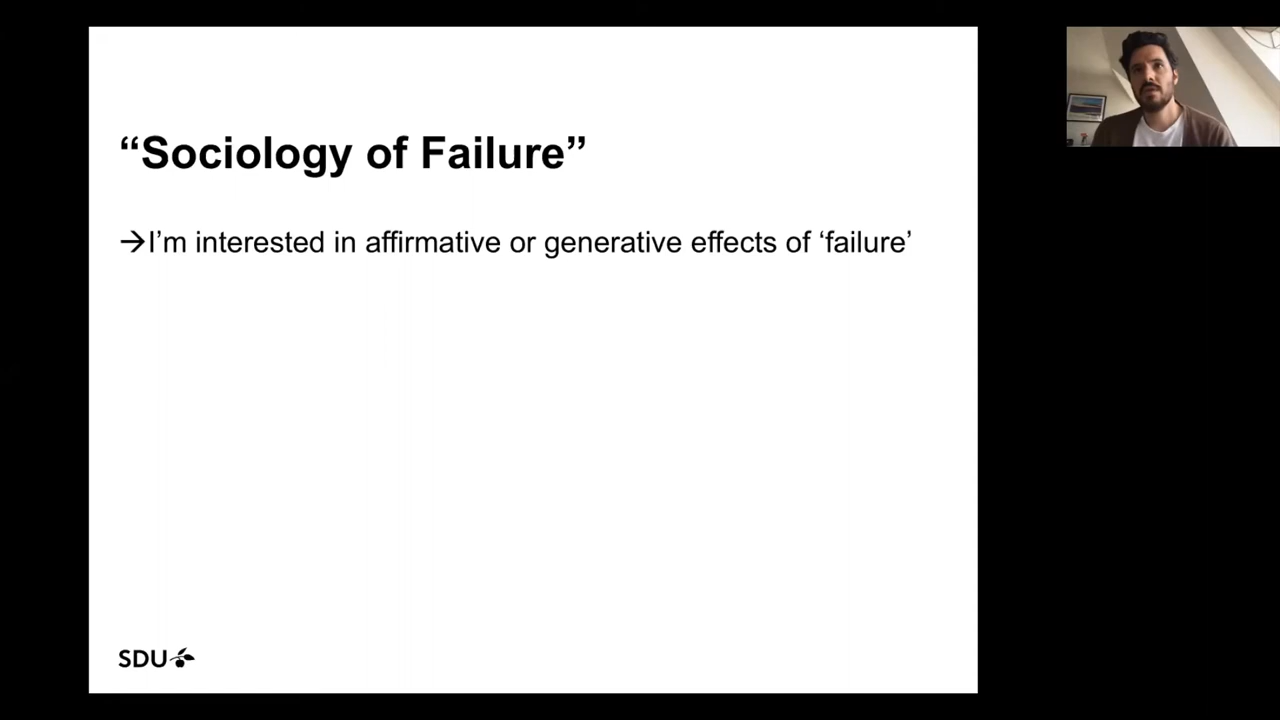 “Sociology of Failure”
→I’m interested in affirmative or generative effects of ‘failure’
SDU